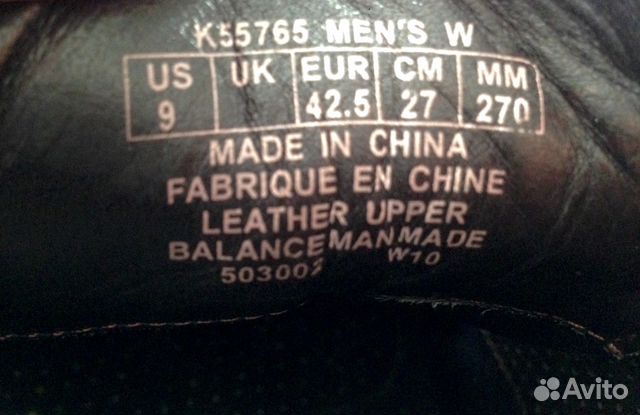 K55765 MEN'S W
US UK EUR CM MM
9 42.5 27 270
MADE IN CHINA
FABRIQUE EN CHINE
LEATHER UPPER
BALANCE MANMADE
503002 W10
Avito